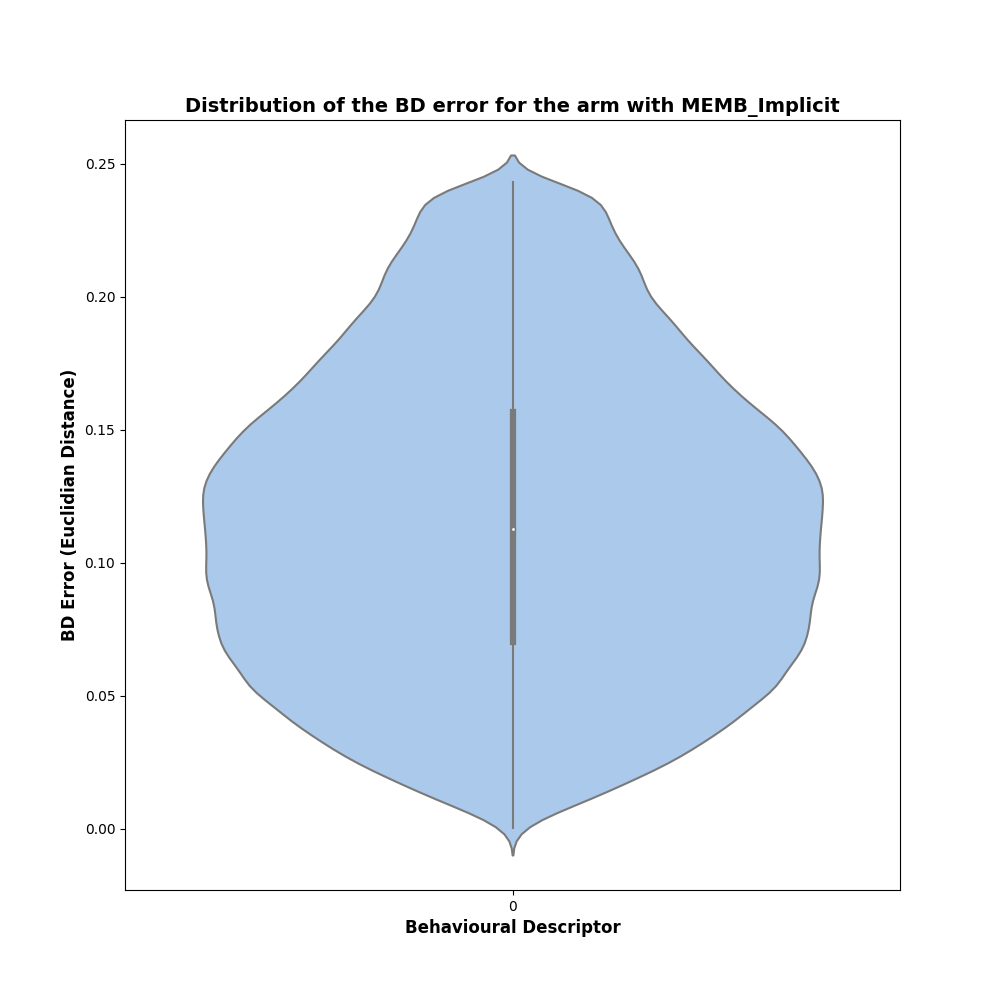 Distribution of the BD error for the arm with MEMB_Implicit
0.25
0.20
0.15
0.10
0.05
0.00
BD Error (Euclidian Distance)
0
Behavioural Descriptor